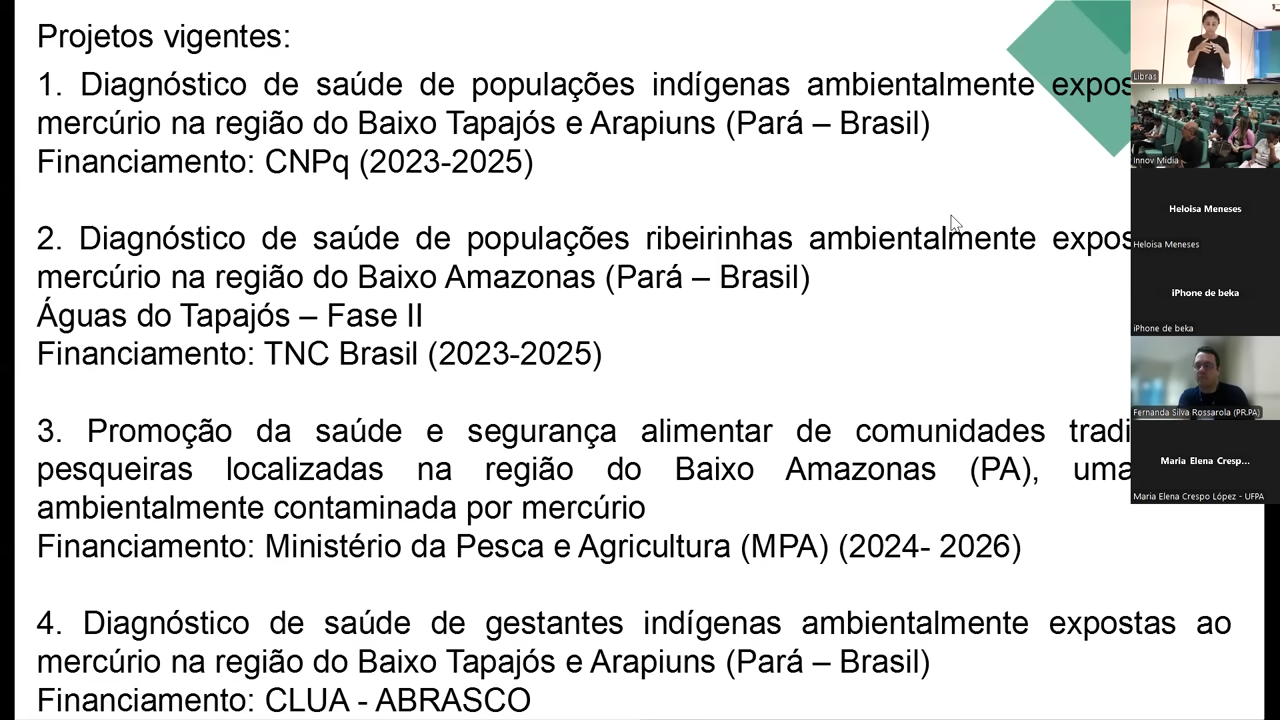 Projetos vigentes:
1. Diagnóstico de saúde de populações indígenas ambientalmente expos
mercúrio na região do Baixo Tapajós e Arapiuns (Pará – Brasil)
Financiamento: CNPq (2023-2025)
2. Diagnóstico de saúde de populações ribeirinhas ambientalmente expos
mercúrio na região do Baixo Amazonas (Pará – Brasil)
Águas do Tapajós – Fase II
Financiamento: TNC Brasil (2023-2025)
3. Promoção da saúde e segurança alimentar de comunidades tradi
pesqueiras localizadas na região do Baixo Amazonas (PA), uma
ambientalmente contaminada por mercúrio
Financiamento: Ministério da Pesca e Agricultura (MPA) (2024- 2026)
4. Diagnóstico de saúde de gestantes indígenas ambientalmente expostas ao
mercúrio na região do Baixo Tapajós e Arapiuns (Pará – Brasil)
Financiamento: CLUA - ABRASCO
Libras
Innov Midia
Heloisa Meneses
Heloisa Meneses
iPhone de beka
iPhone de beka
Fernanda Silva Rossarola (PR.PA)
Maria Elena Cresp...
Maria Elena Crespo López - UFPA